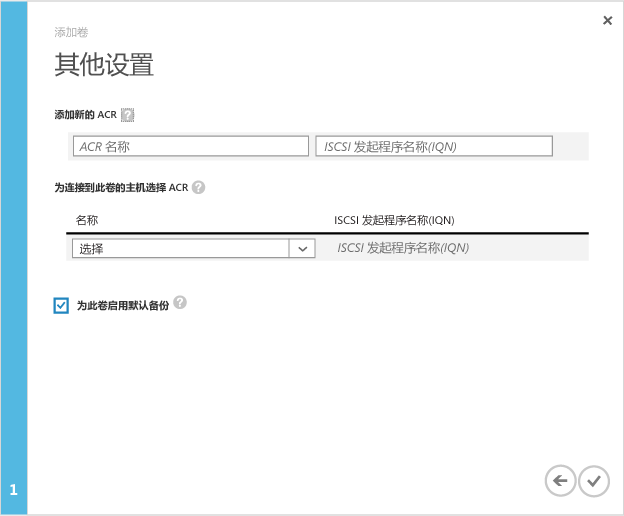 添加卷
其他设置
添加新的 ACR ?
ACR 名称 ISCSI 发起程序名称(IQN)
为连接到此卷的主机选择 ACR ?
名称 ISCSI 发起程序名称(IQN)
选择 ISCSI 发起程序名称(IQN)
为此卷启用默认备份 ?
1